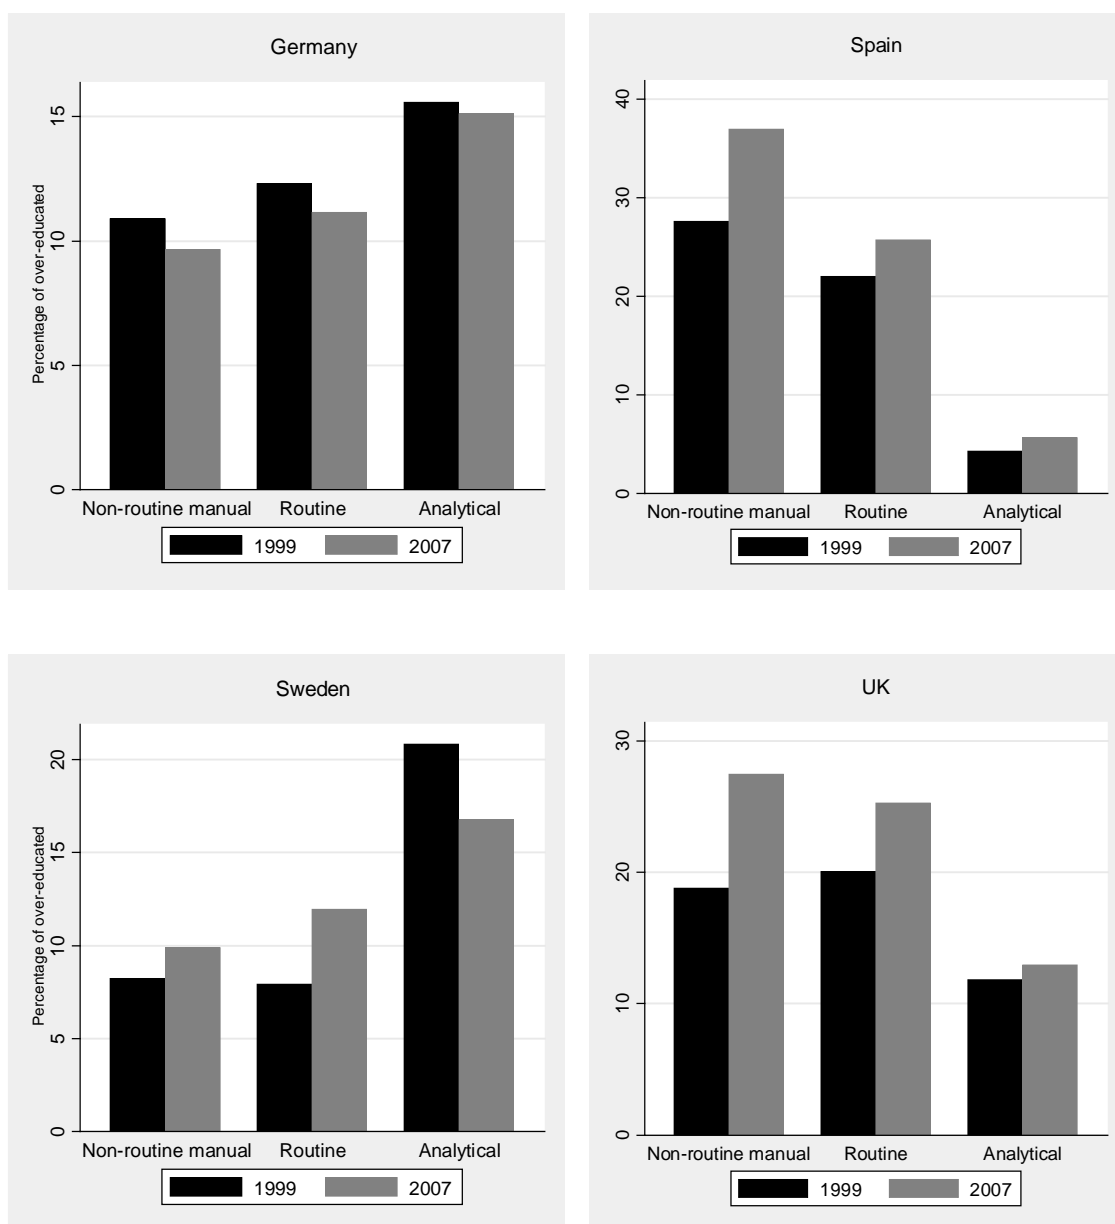 Germany
Percentage of over-educated
15
10
5
0
Non-routine manual Routine Analytical
1999 2007
Spain
40
30
20
10
0
Non-routine manual Routine Analytical
1999 2007
Sweden
Percentage of over-educated
20
15
10
5
0
Non-routine manual Routine Analytical
1999 2007
UK
30
20
10
0
Non-routine manual Routine Analytical
1999 2007